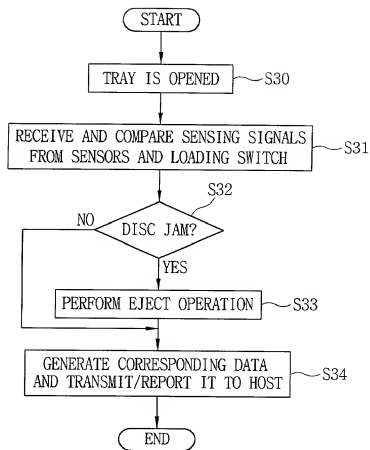 START
TRAY IS OPENED
S30
RECEIVE AND COMPARE SENSING SIGNALS
FROM SENSORS AND LOADING SWITCH
S31
S32
NO
DISC JAM?
YES
PERFORM EJECT OPERATION
S33
GENERATE CORRESPONDING DATA
AND TRANSMIT/REPORT IT TO HOST
S34
END